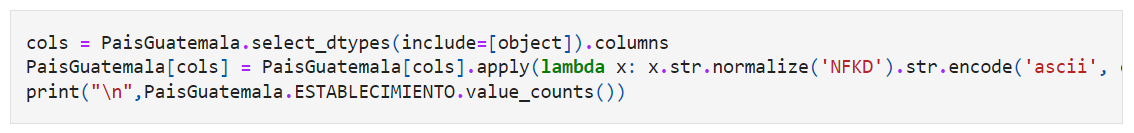 cols = PaisGuatemala.select_dtypes(include=[object]).columns
PaisGuatemala[cols] = PaisGuatemala[cols].apply(lambda x: x.str.normalize('NFKD').str.encode('ascii',
print("\n",PaisGuatemala.ESTABLECIMIENTO.value_counts())